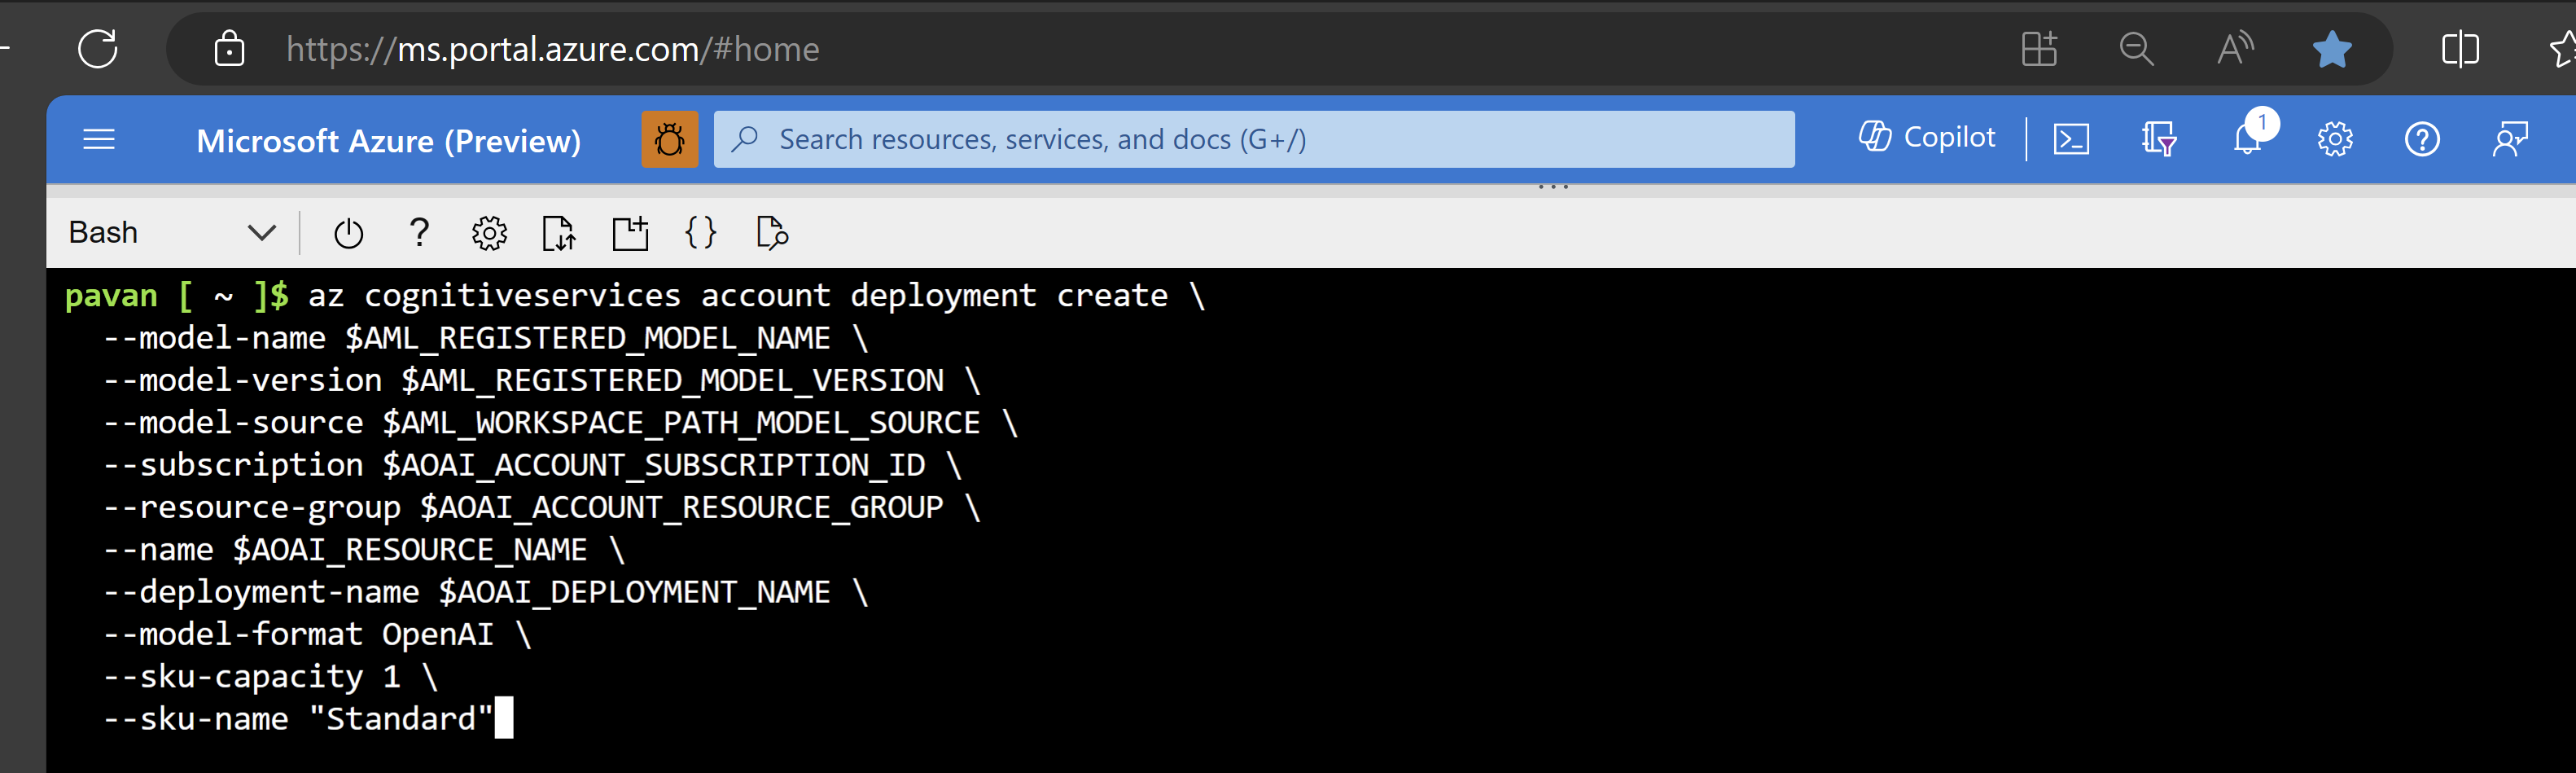 https://ms.portal.azure.com/#home
Microsoft Azure (Preview)
Search resources, services, and docs (G+/)
Copilot
1
Bash
pavan [ ~ ]$ az cognitiveservices account deployment create \
--model-name $AML_REGISTERED_MODEL_NAME \
--model-version $AML_REGISTERED_MODEL_VERSION \
--model-source $AML_WORKSPACE_PATH_MODEL_SOURCE \
--subscription $AOAI_ACCOUNT_SUBSCRIPTION_ID \
--resource-group $AOAI_ACCOUNT_RESOURCE_GROUP \
--name $AOAI_RESOURCE_NAME \
--deployment-name $AOAI_DEPLOYMENT_NAME \
--model-format OpenAI \
--sku-capacity 1 \
--sku-name "Standard"